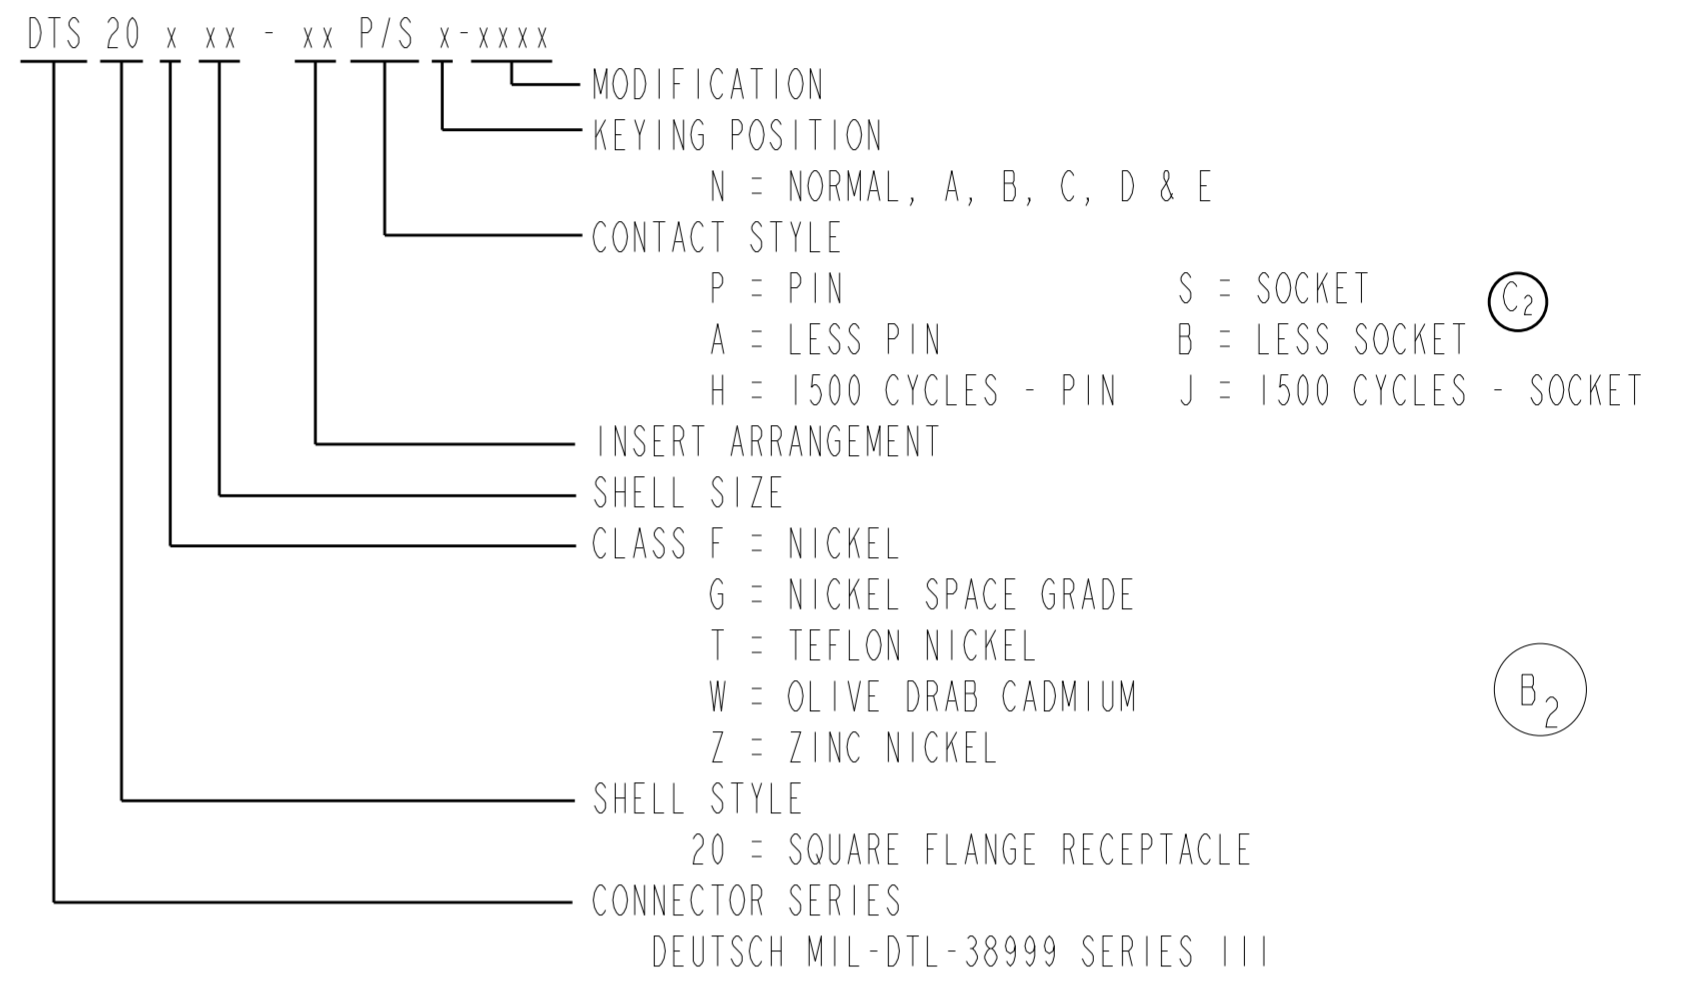 DTS 20 x xx - xx P/S x-xxxx
MODIFICATION
KEYING POSITION
N = NORMAL, A, B, C, D & E
CONTACT STYLE
P = PIN S = SOCKET
C2
A = LESS PIN B = LESS SOCKET
H = 1500 CYCLES - PIN J = 1500 CYCLES - SOCKET
INSERT ARRANGEMENT
SHELL SIZE
CLASS F = NICKEL
G = NICKEL SPACE GRADE
T = TEFLON NICKEL
W = OLIVE DRAB CADMIUM
B2
Z = ZINC NICKEL
SHELL STYLE
20 = SQUARE FLANGE RECEPTACLE
CONNECTOR SERIES
DEUTSCH MIL-DTL-38999 SERIES III